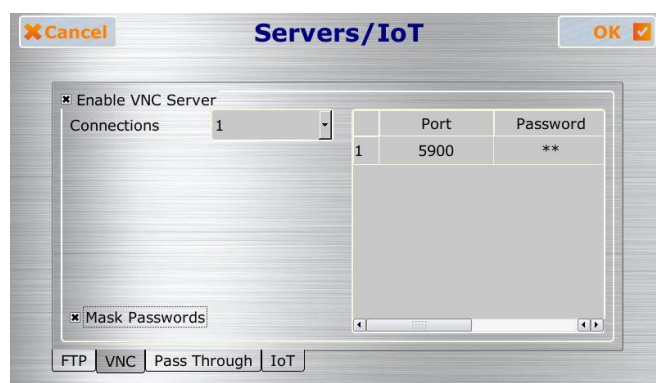 Cancel Servers/IoT OK
Enable VNC Server
Connections 1
Port Password
1 5900 **
Mask Passwords
FTP VNC Pass Through IoT